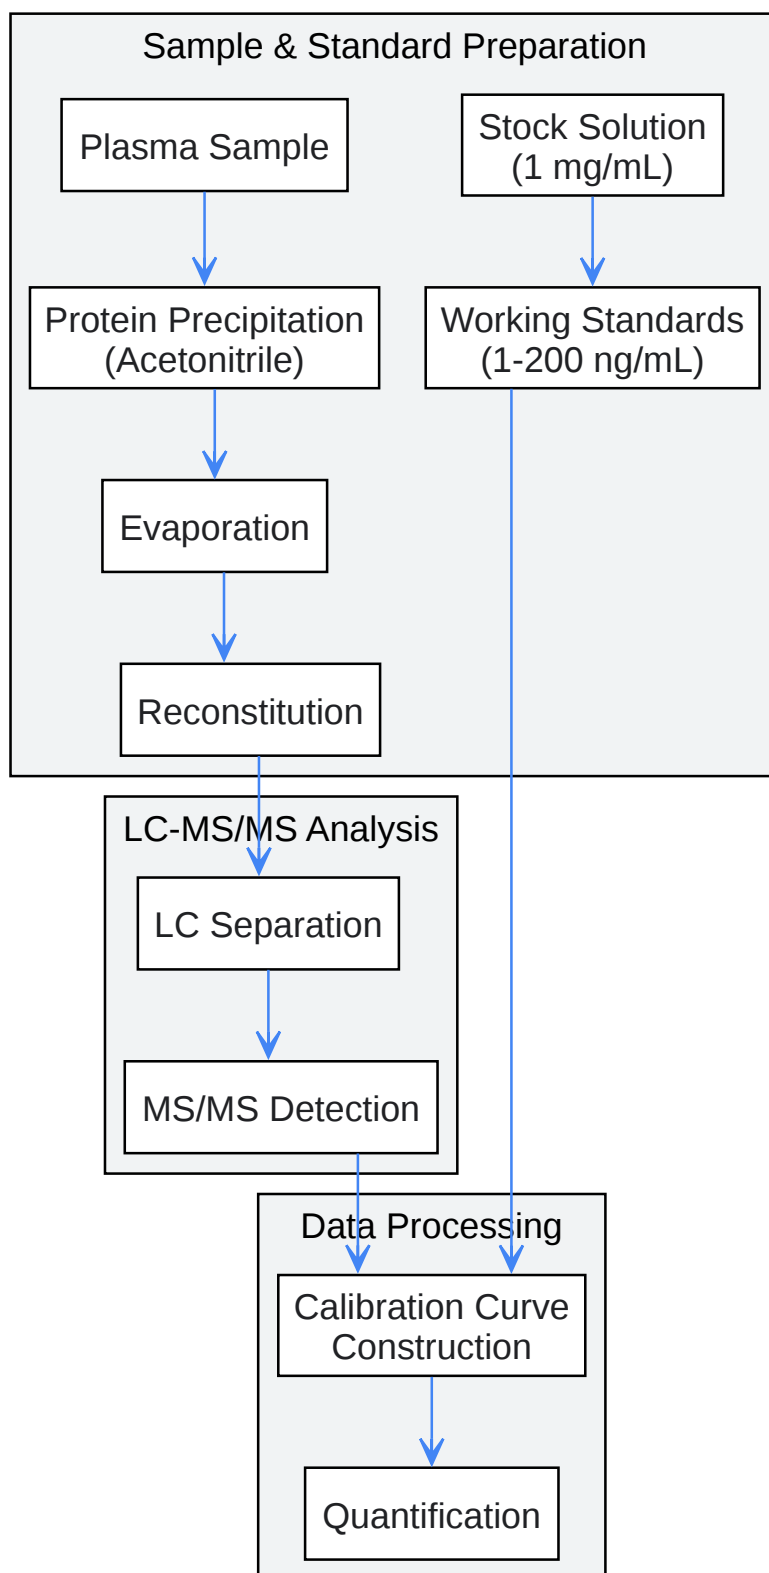 Sample & Standard Preparation
Plasma Sample
Stock Solution
(1 mg/mL)
Protein Precipitation
(Acetonitrile)
Working Standards
(1-200 ng/mL)
Evaporation
Reconstitution
LC-MS/MS Analysis
LC Separation
MS/MS Detection
Data Processing
Calibration Curve
Construction
Quantification